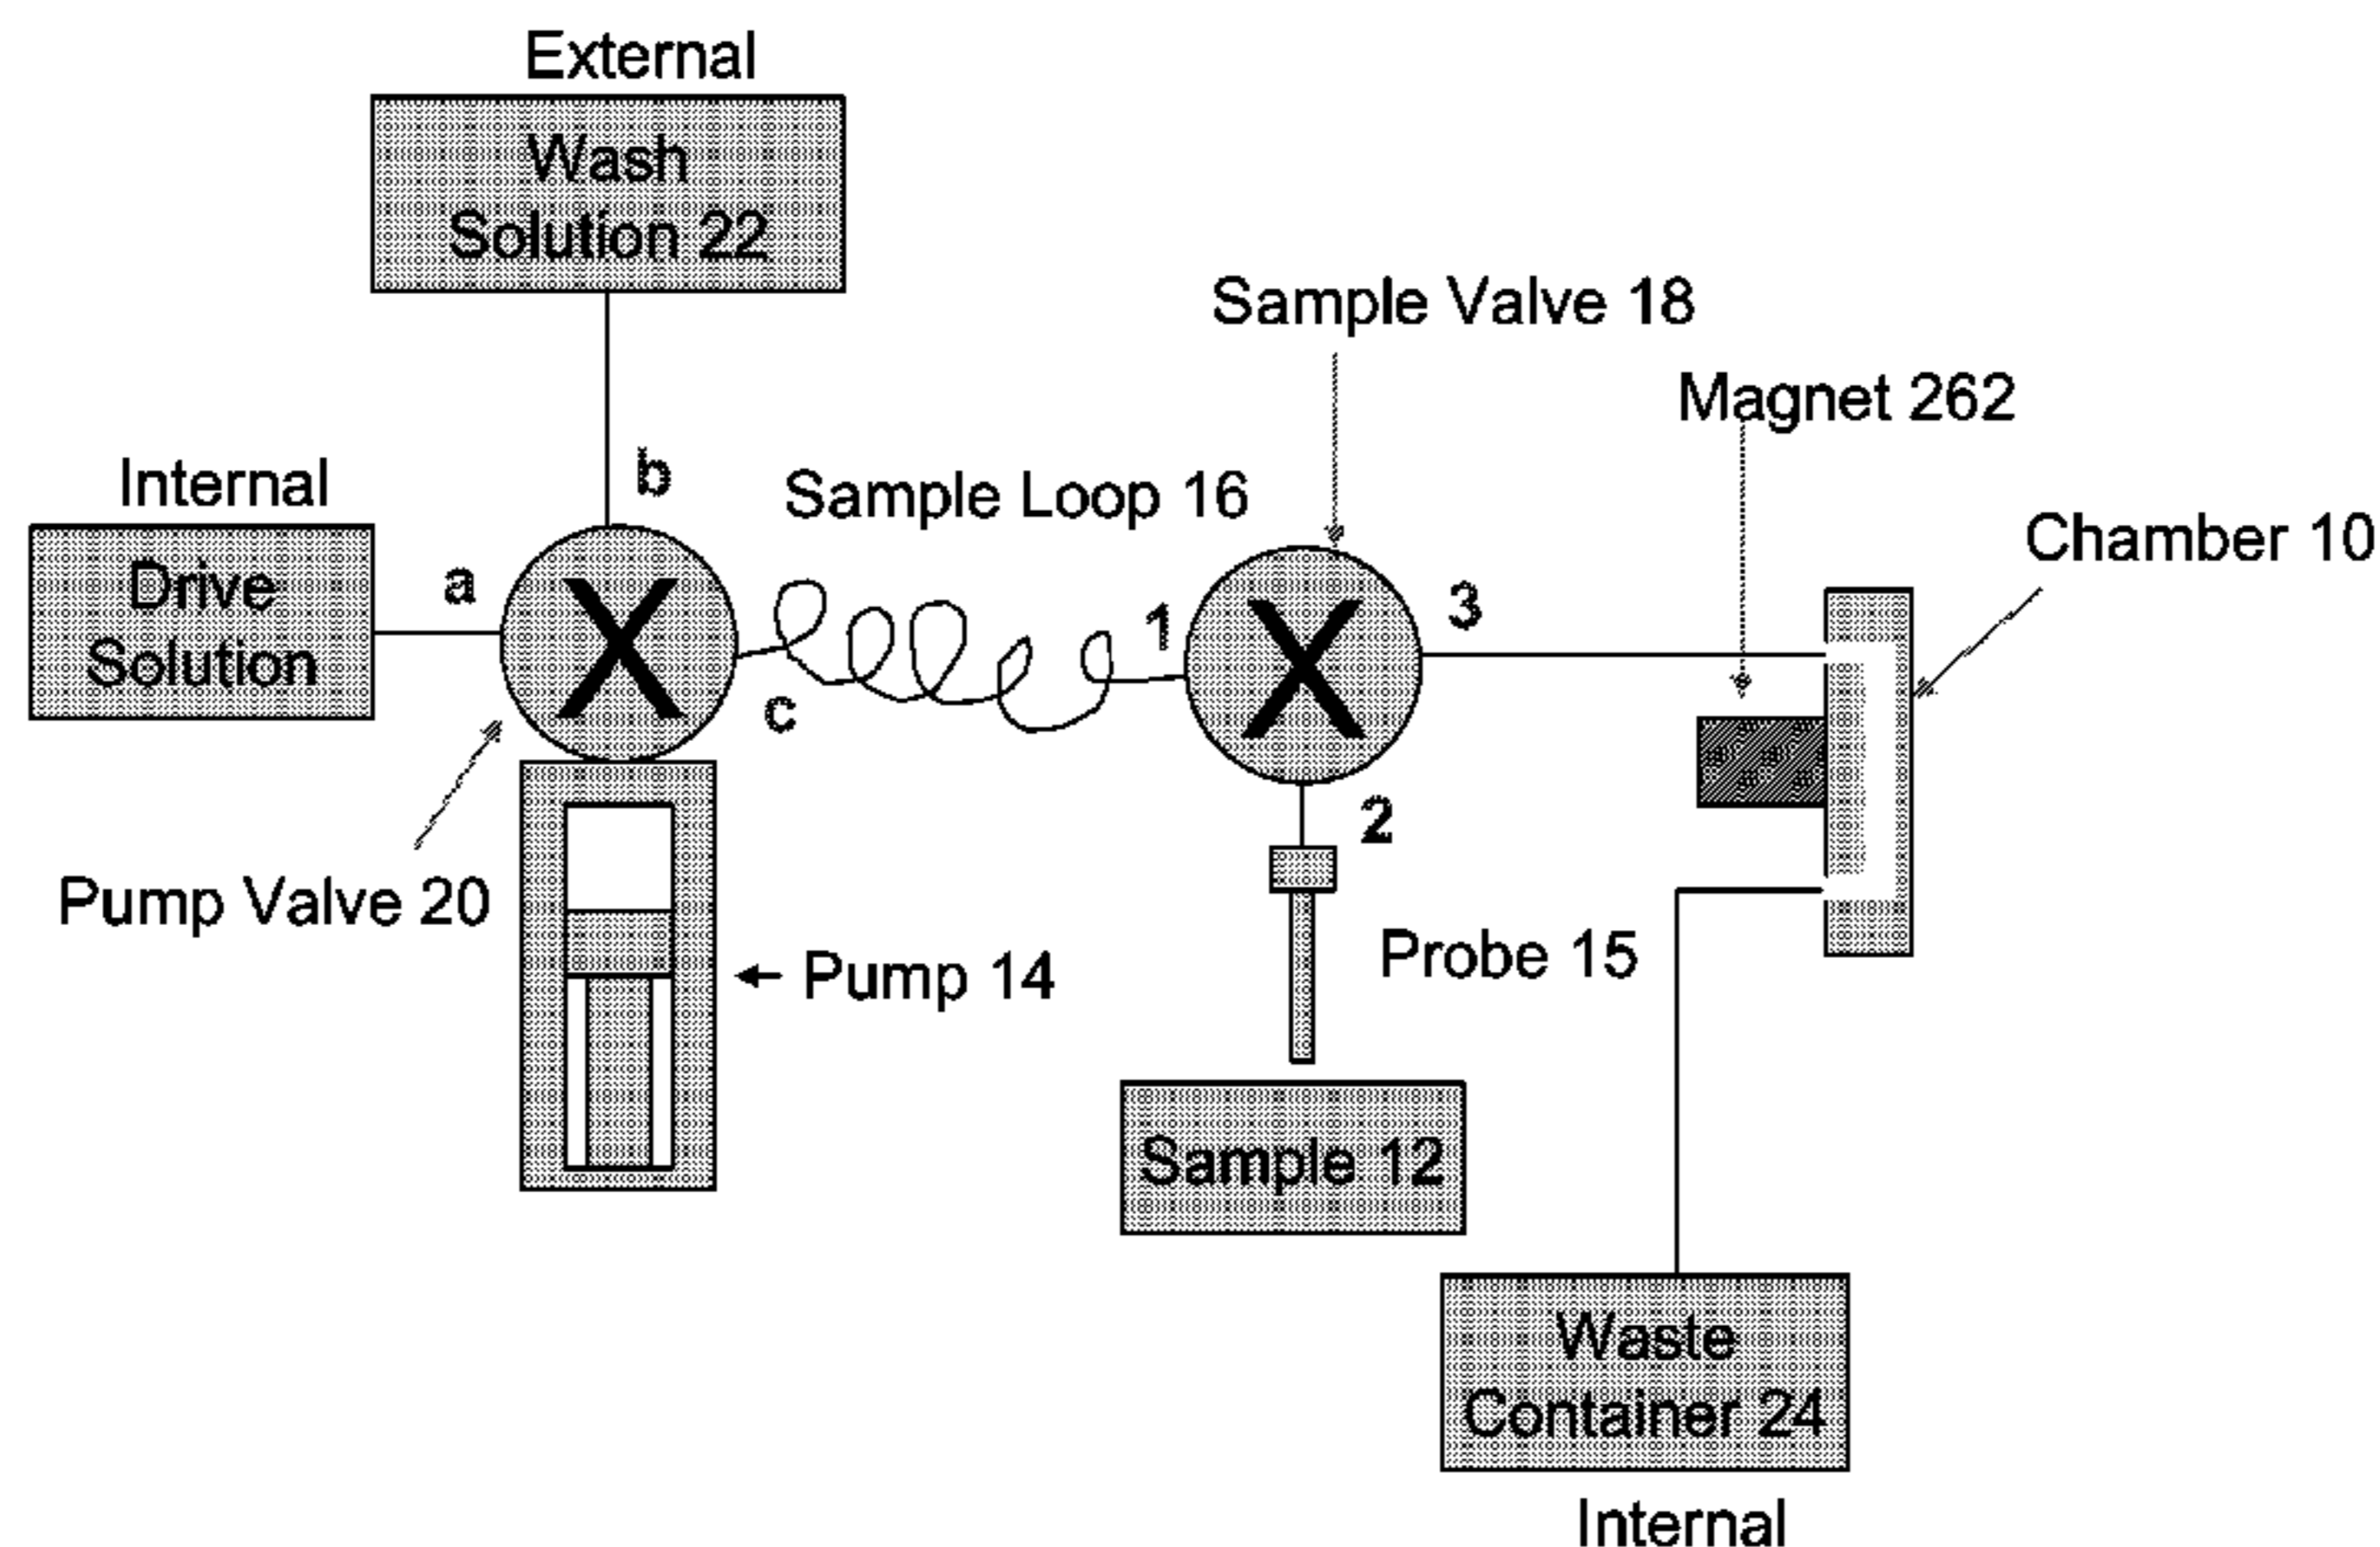 External
Wash
Solution 22
Sample Valve 18
Magnet 262
Internal
b
Sample Loop 16
Chamber 10
Drive
Solution
a
1
3
c
2
Pump Valve 20
Pump 14
Probe 15
Sample 12
Waste
Container 24
Internal